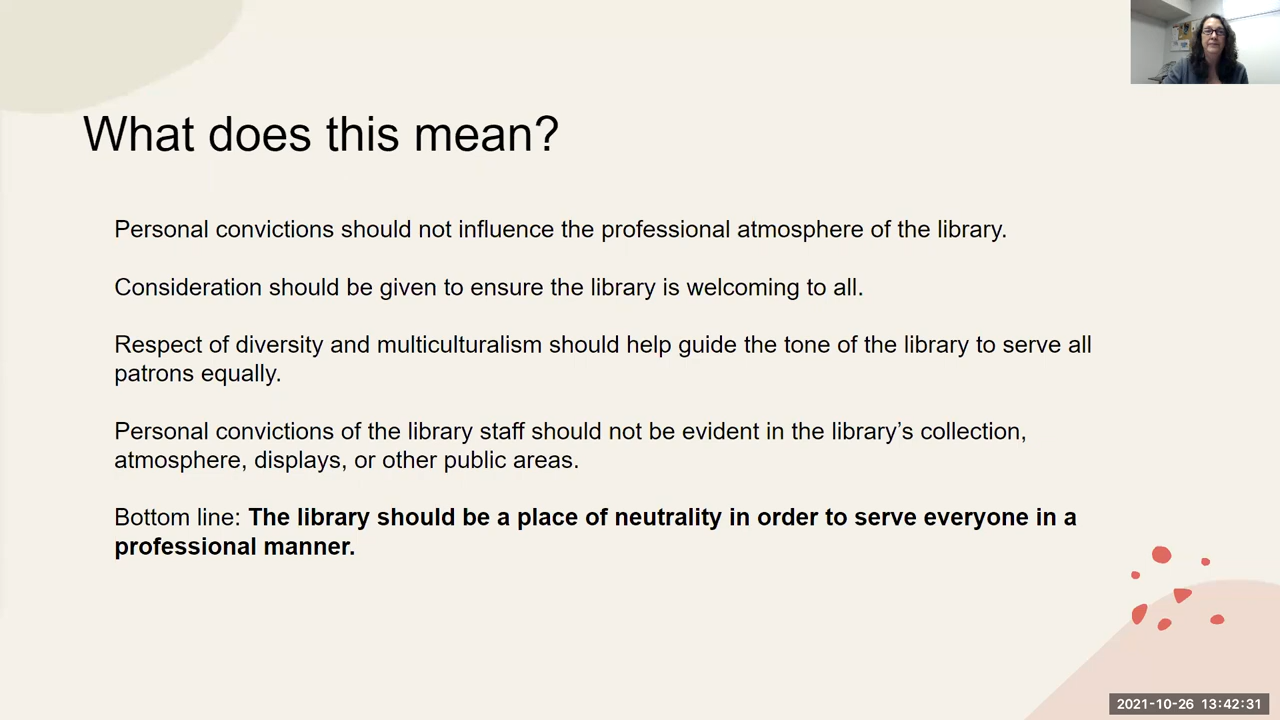 What does this mean?
Personal convictions should not influence the professional atmosphere of the library.
Consideration should be given to ensure the library is welcoming to all.
Respect of diversity and multiculturalism should help guide the tone of the library to serve all
patrons equally.
Personal convictions of the library staff should not be evident in the library’s collection,
atmosphere, displays, or other public areas.
Bottom line: The library should be a place of neutrality in order to serve everyone in a
professional manner.
2021-10-26 13:42:31